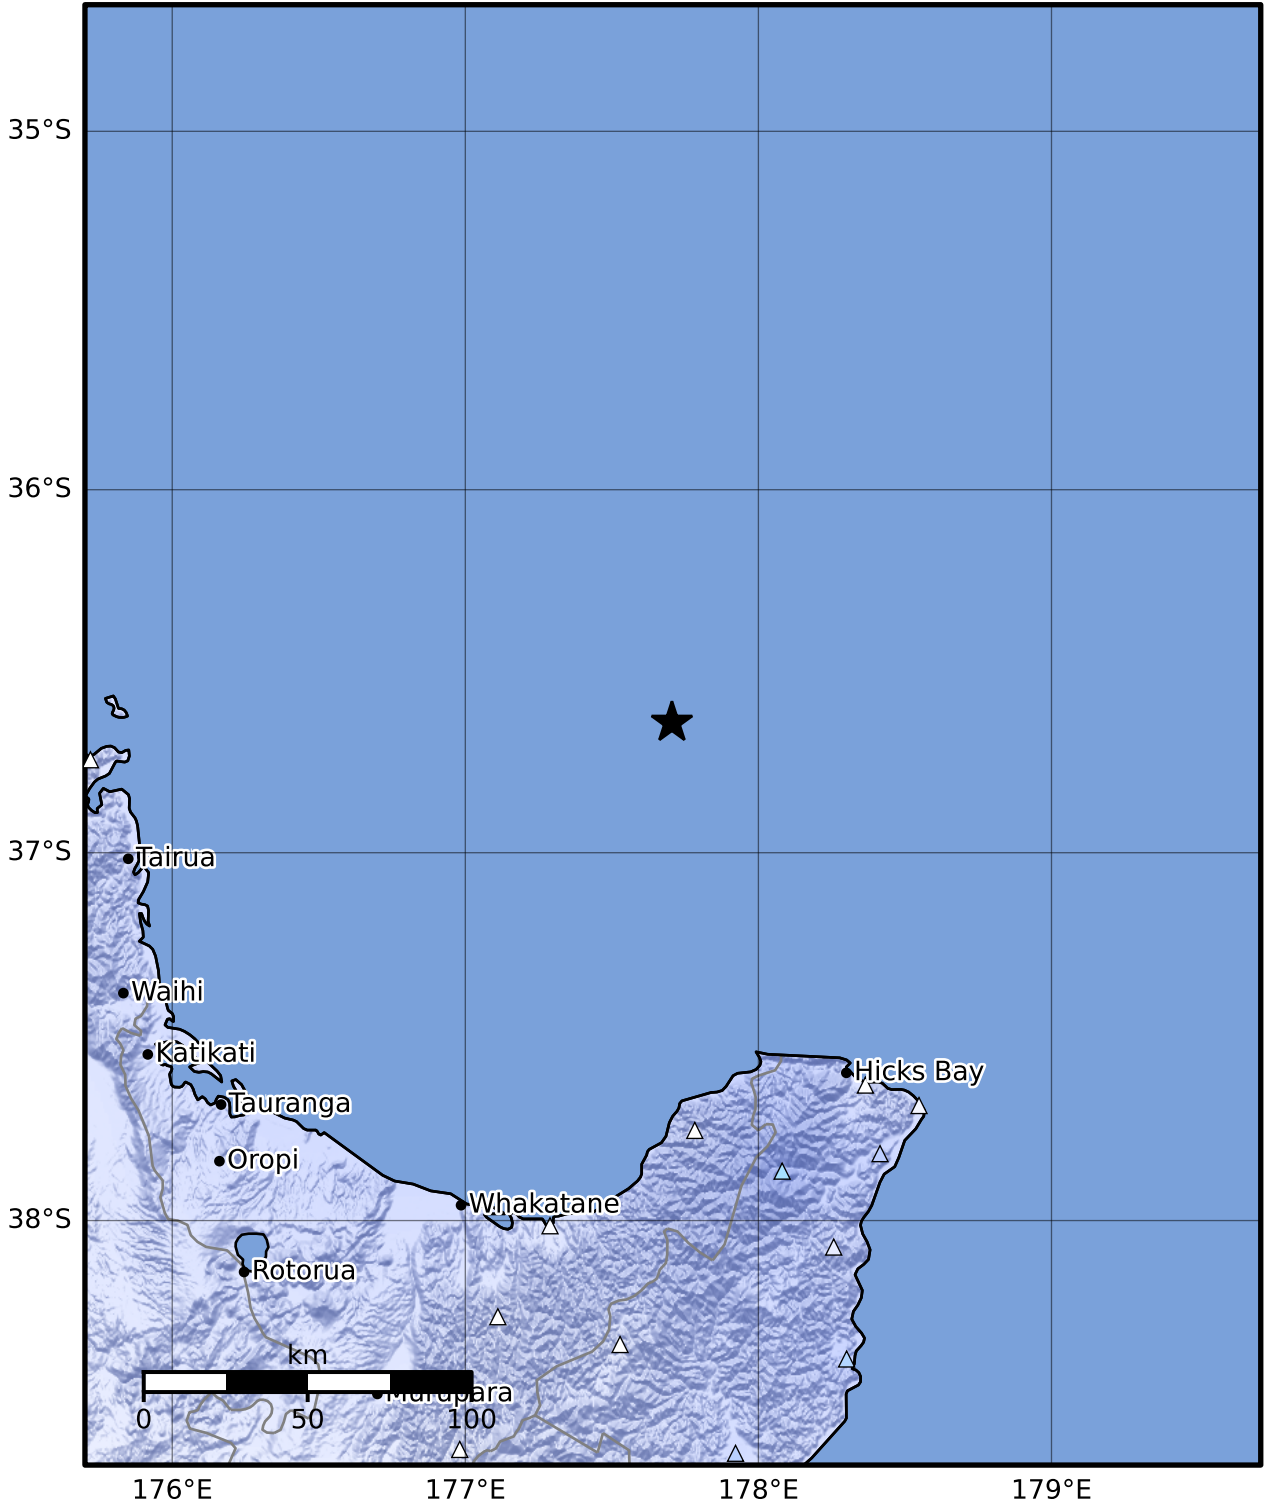 35°S
36°S
37°S
Tairua
Waihi
Katikati
Hicks Bay
Tauranga
Oropi
Whakatane
38°S
Rotorua
km
Murupara
0 50 100
176°E 177°E 178°E 179°E